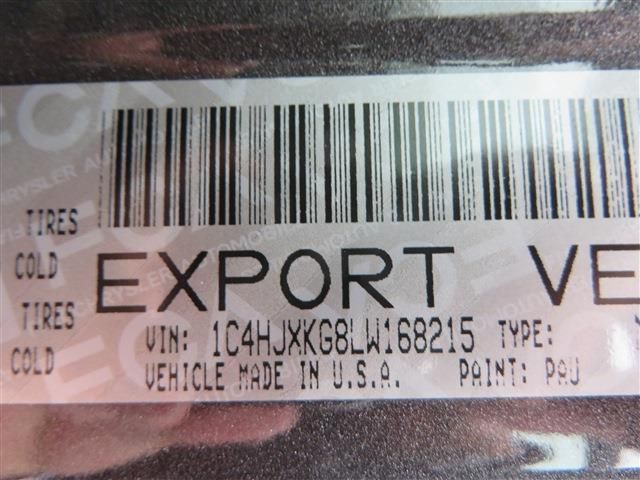 TIRES
COLD EXPORT VE
TIRES VIN: 1C4HJXKG8LW168215 TYPE:
COLD VEHICLE MADE IN U.S.A. PAINT: PAU